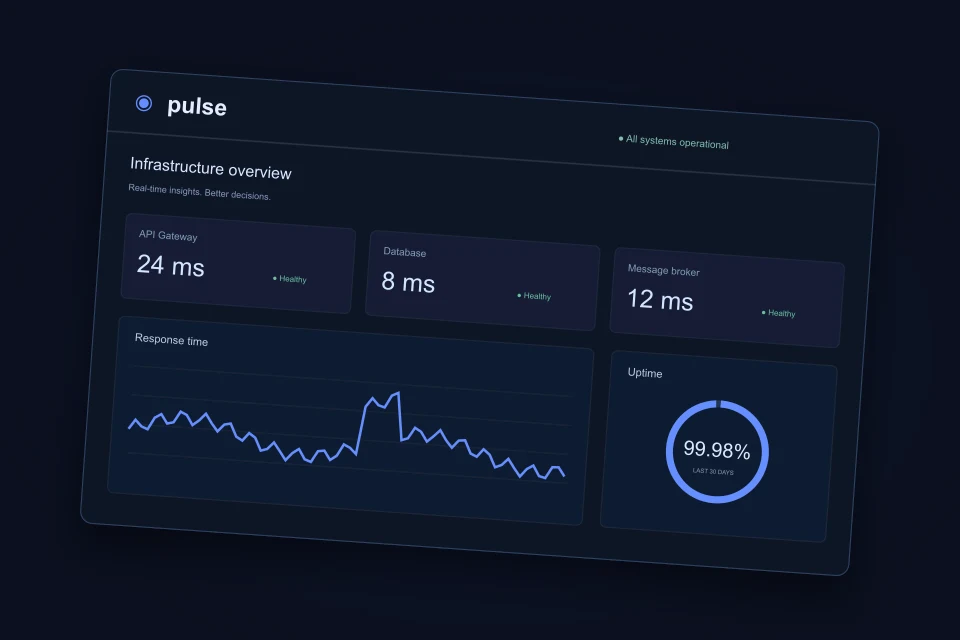 pulse
● All systems operational
Infrastructure overview
Real-time insights. Better decisions.
API Gateway
24 ms
● Healthy
Database
8 ms
● Healthy
Message broker
12 ms
● Healthy
Response time
Uptime
99.98%
LAST 30 DAYS